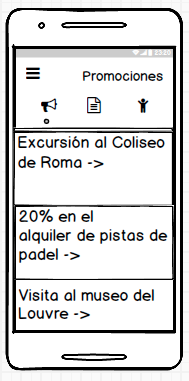 Promociones
Excursión al Coliseo
de Roma ->
20% en el
alquiler de pistas de
padel ->
Visita al museo del
Louvre ->